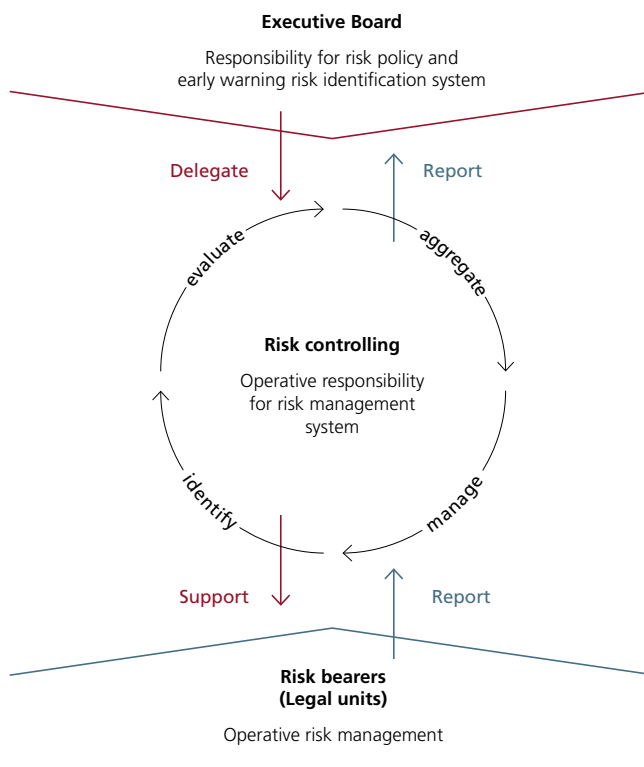 Executive Board
Responsibility for risk policy and
early warning risk identification system
Delegate
Report
evaluate
aggregate
Risk controlling
Operative responsibility
for risk management
system
identify
manage
Support
Report
Risk bearers
(Legal units)
Operative risk management